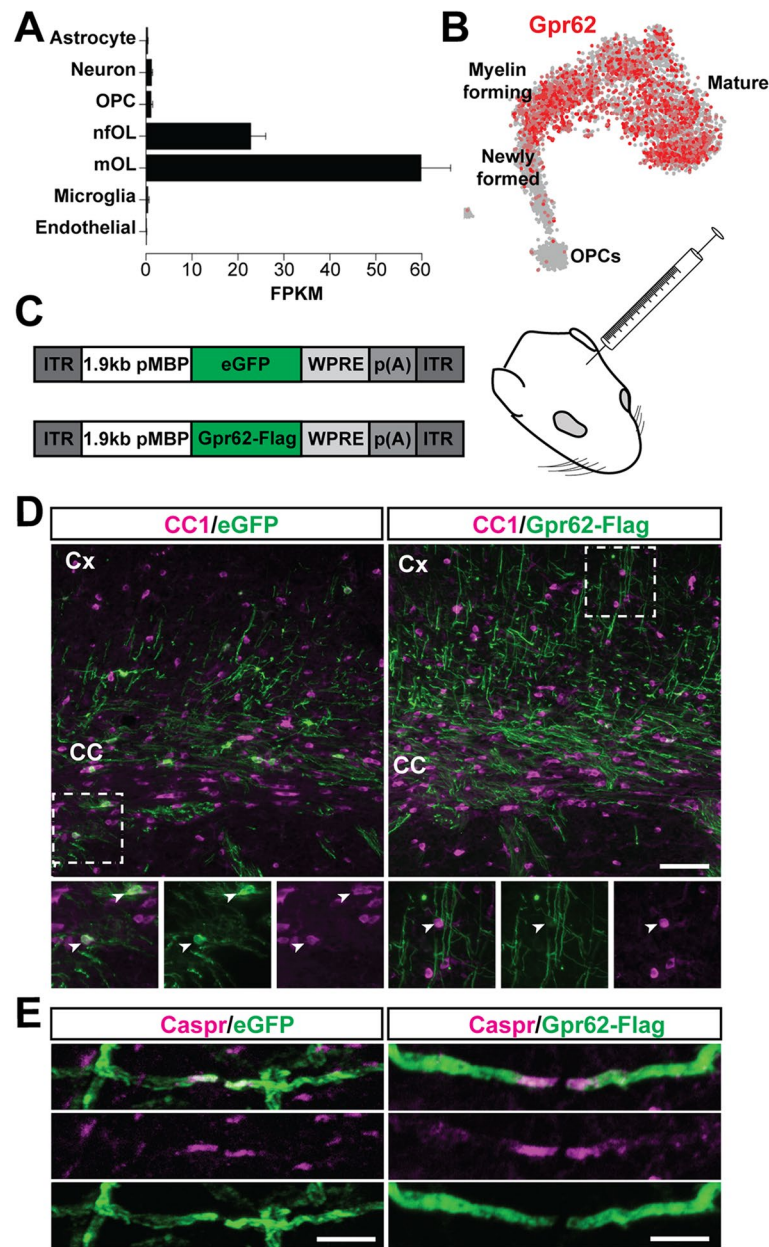 A
Astrocyte
Neuron
OPC
nfOL
mOL
Microglia
Endothelial
0 10 20 30 40 50 60
FPKM
B
Gpr62
Myelin
forming
Mature
Newly
formed
OPCs
C
ITR 1.9kb pMBP eGFP WPRE p(A) ITR
ITR 1.9kb pMBP Gpr62-Flag WPRE p(A) ITR
D
CC1/eGFP CC1/Gpr62-Flag
Cx Cx
CC CC
E
Caspr/eGFP Caspr/Gpr62-Flag